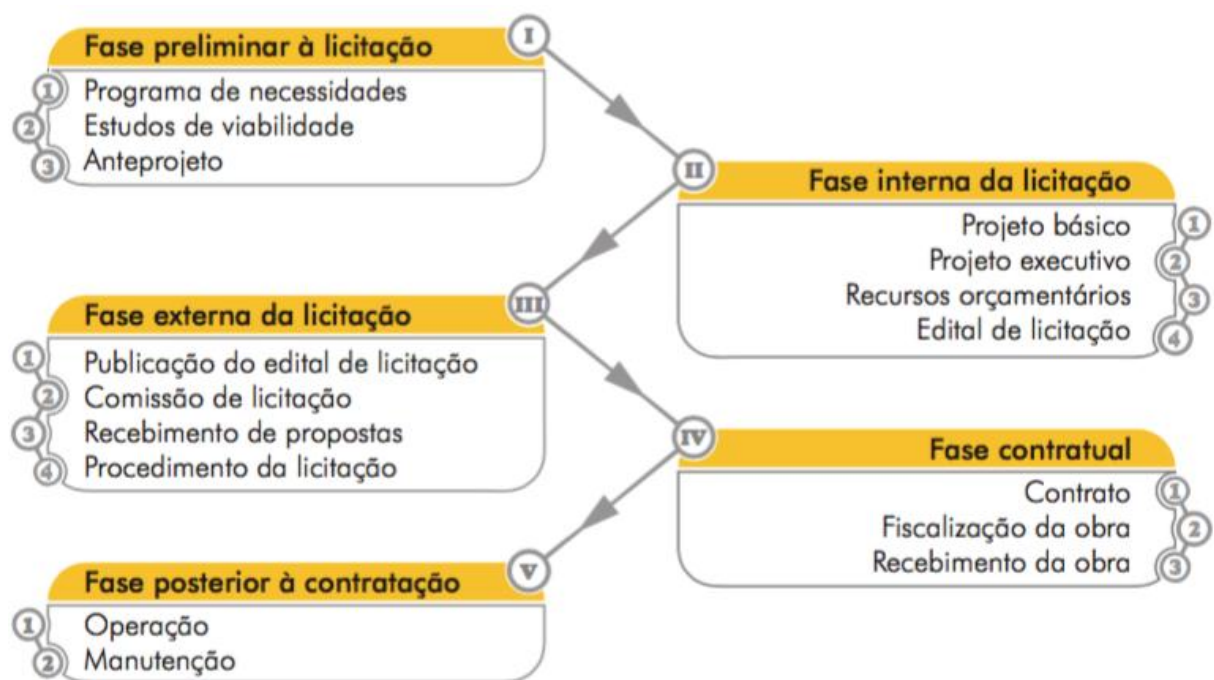 Fase preliminar à licitação
I
1 Programa de necessidades
2 Estudos de viabilidade
3 Anteprojeto
II
Fase interna da licitação
Projeto básico 1
Projeto executivo 2
Recursos orçamentários 3
Edital de licitação 4
III
Fase externa da licitação
1 Publicação do edital de licitação
2 Comissão de licitação
3 Recebimento de propostas
4 Procedimento da licitação
IV
Fase contratual
Contrato 1
Fiscalização da obra 2
Recebimento da obra 3
V
Fase posterior à contratação
1 Operação
2 Manutenção